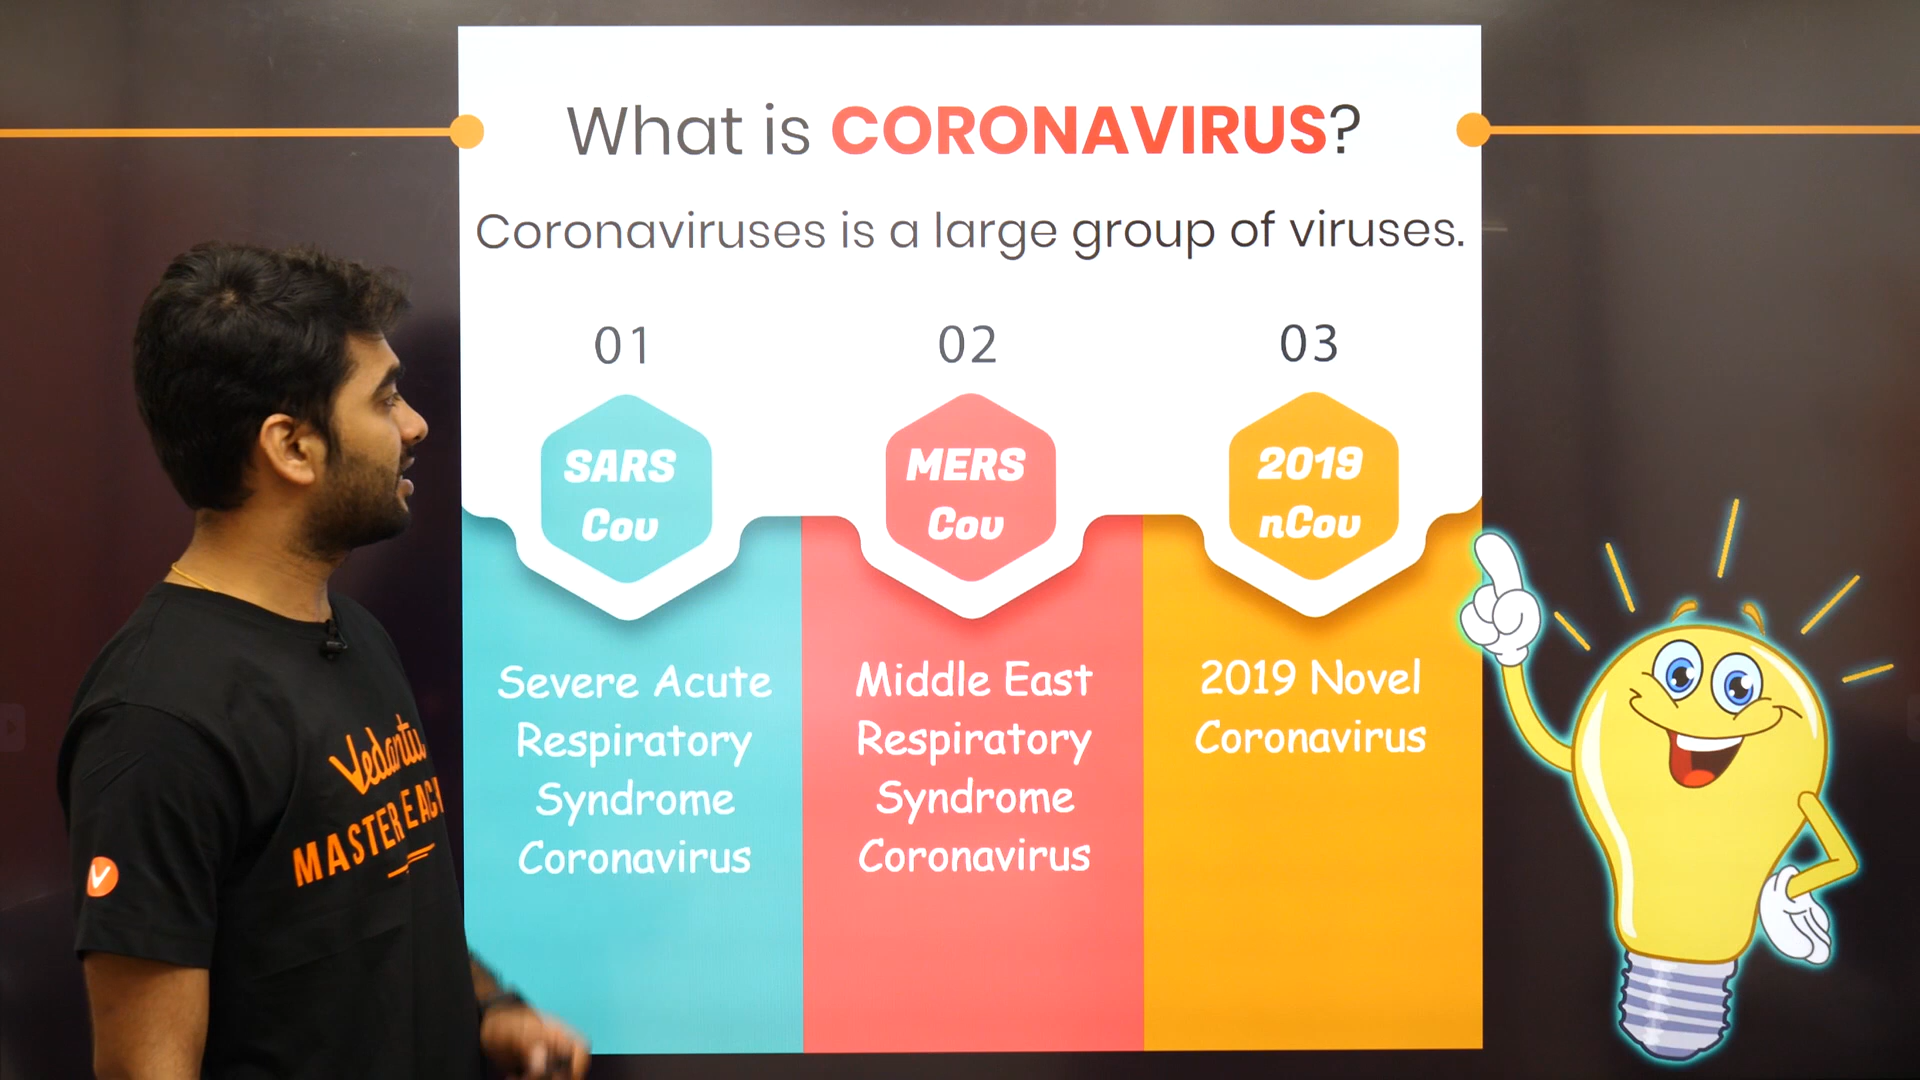 What is CORONAVIRUS?
Coronaviruses is a large group of viruses.
01
02
03
SARS
Cov
MERS
Cov
2019
nCov
Severe Acute
Respiratory
Syndrome
Coronavirus
Middle East
Respiratory
Syndrome
Coronavirus
2019 Novel
Coronavirus
Vedantu
MASTER
V